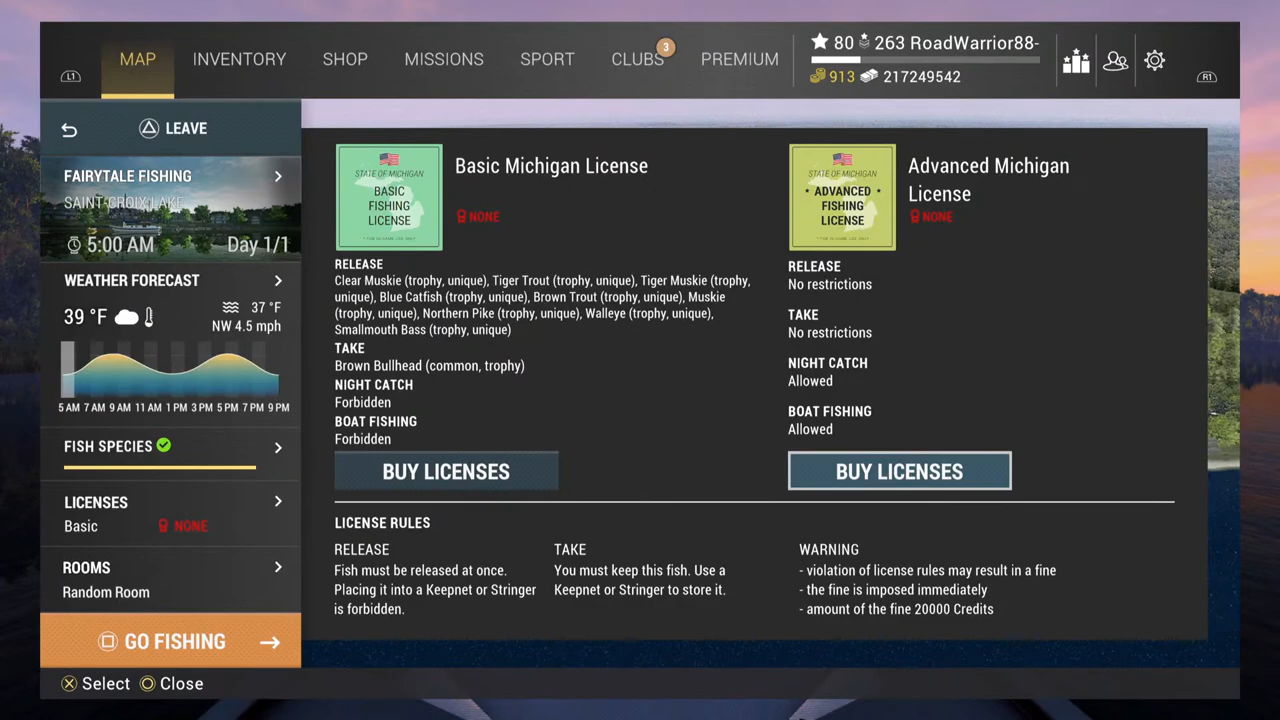 MAP INVENTORY SHOP MISSIONS SPORT CLUBS 3 PREMIUM
80 263 RoadWarrior88-
913 217249542
L1
R1
LEAVE
FAIRYTALE FISHING
SAINT-CROIX LAKE
5:00 AM Day 1/1
WEATHER FORECAST
39 °F 37 °F
NW 4.5 mph
5 AM 7 AM 9 AM 11 AM 1 PM 3 PM 5 PM 7 PM 9 PM
FISH SPECIES
LICENSES
Basic NONE
ROOMS
Random Room
GO FISHING
Select Close
STATE OF MICHIGAN
BASIC
FISHING
LICENSE
Basic Michigan License
NONE
RELEASE
Clear Muskie (trophy, unique), Tiger Trout (trophy, unique), Tiger Muskie (trophy,
unique), Blue Catfish (trophy, unique), Brown Trout (trophy, unique), Muskie
(trophy, unique), Northern Pike (trophy, unique), Walleye (trophy, unique),
Smallmouth Bass (trophy, unique)
TAKE
Brown Bullhead (common, trophy)
NIGHT CATCH
Forbidden
BOAT FISHING
Forbidden
BUY LICENSES
STATE OF MICHIGAN
• ADVANCED •
FISHING
LICENSE
Advanced Michigan
License
NONE
RELEASE
No restrictions
TAKE
No restrictions
NIGHT CATCH
Allowed
BOAT FISHING
Allowed
BUY LICENSES
LICENSE RULES
RELEASE
Fish must be released at once.
Placing it into a Keepnet or Stringer
is forbidden.
TAKE
You must keep this fish. Use a
Keepnet or Stringer to store it.
WARNING
- violation of license rules may result in a fine
- the fine is imposed immediately
- amount of the fine 20000 Credits